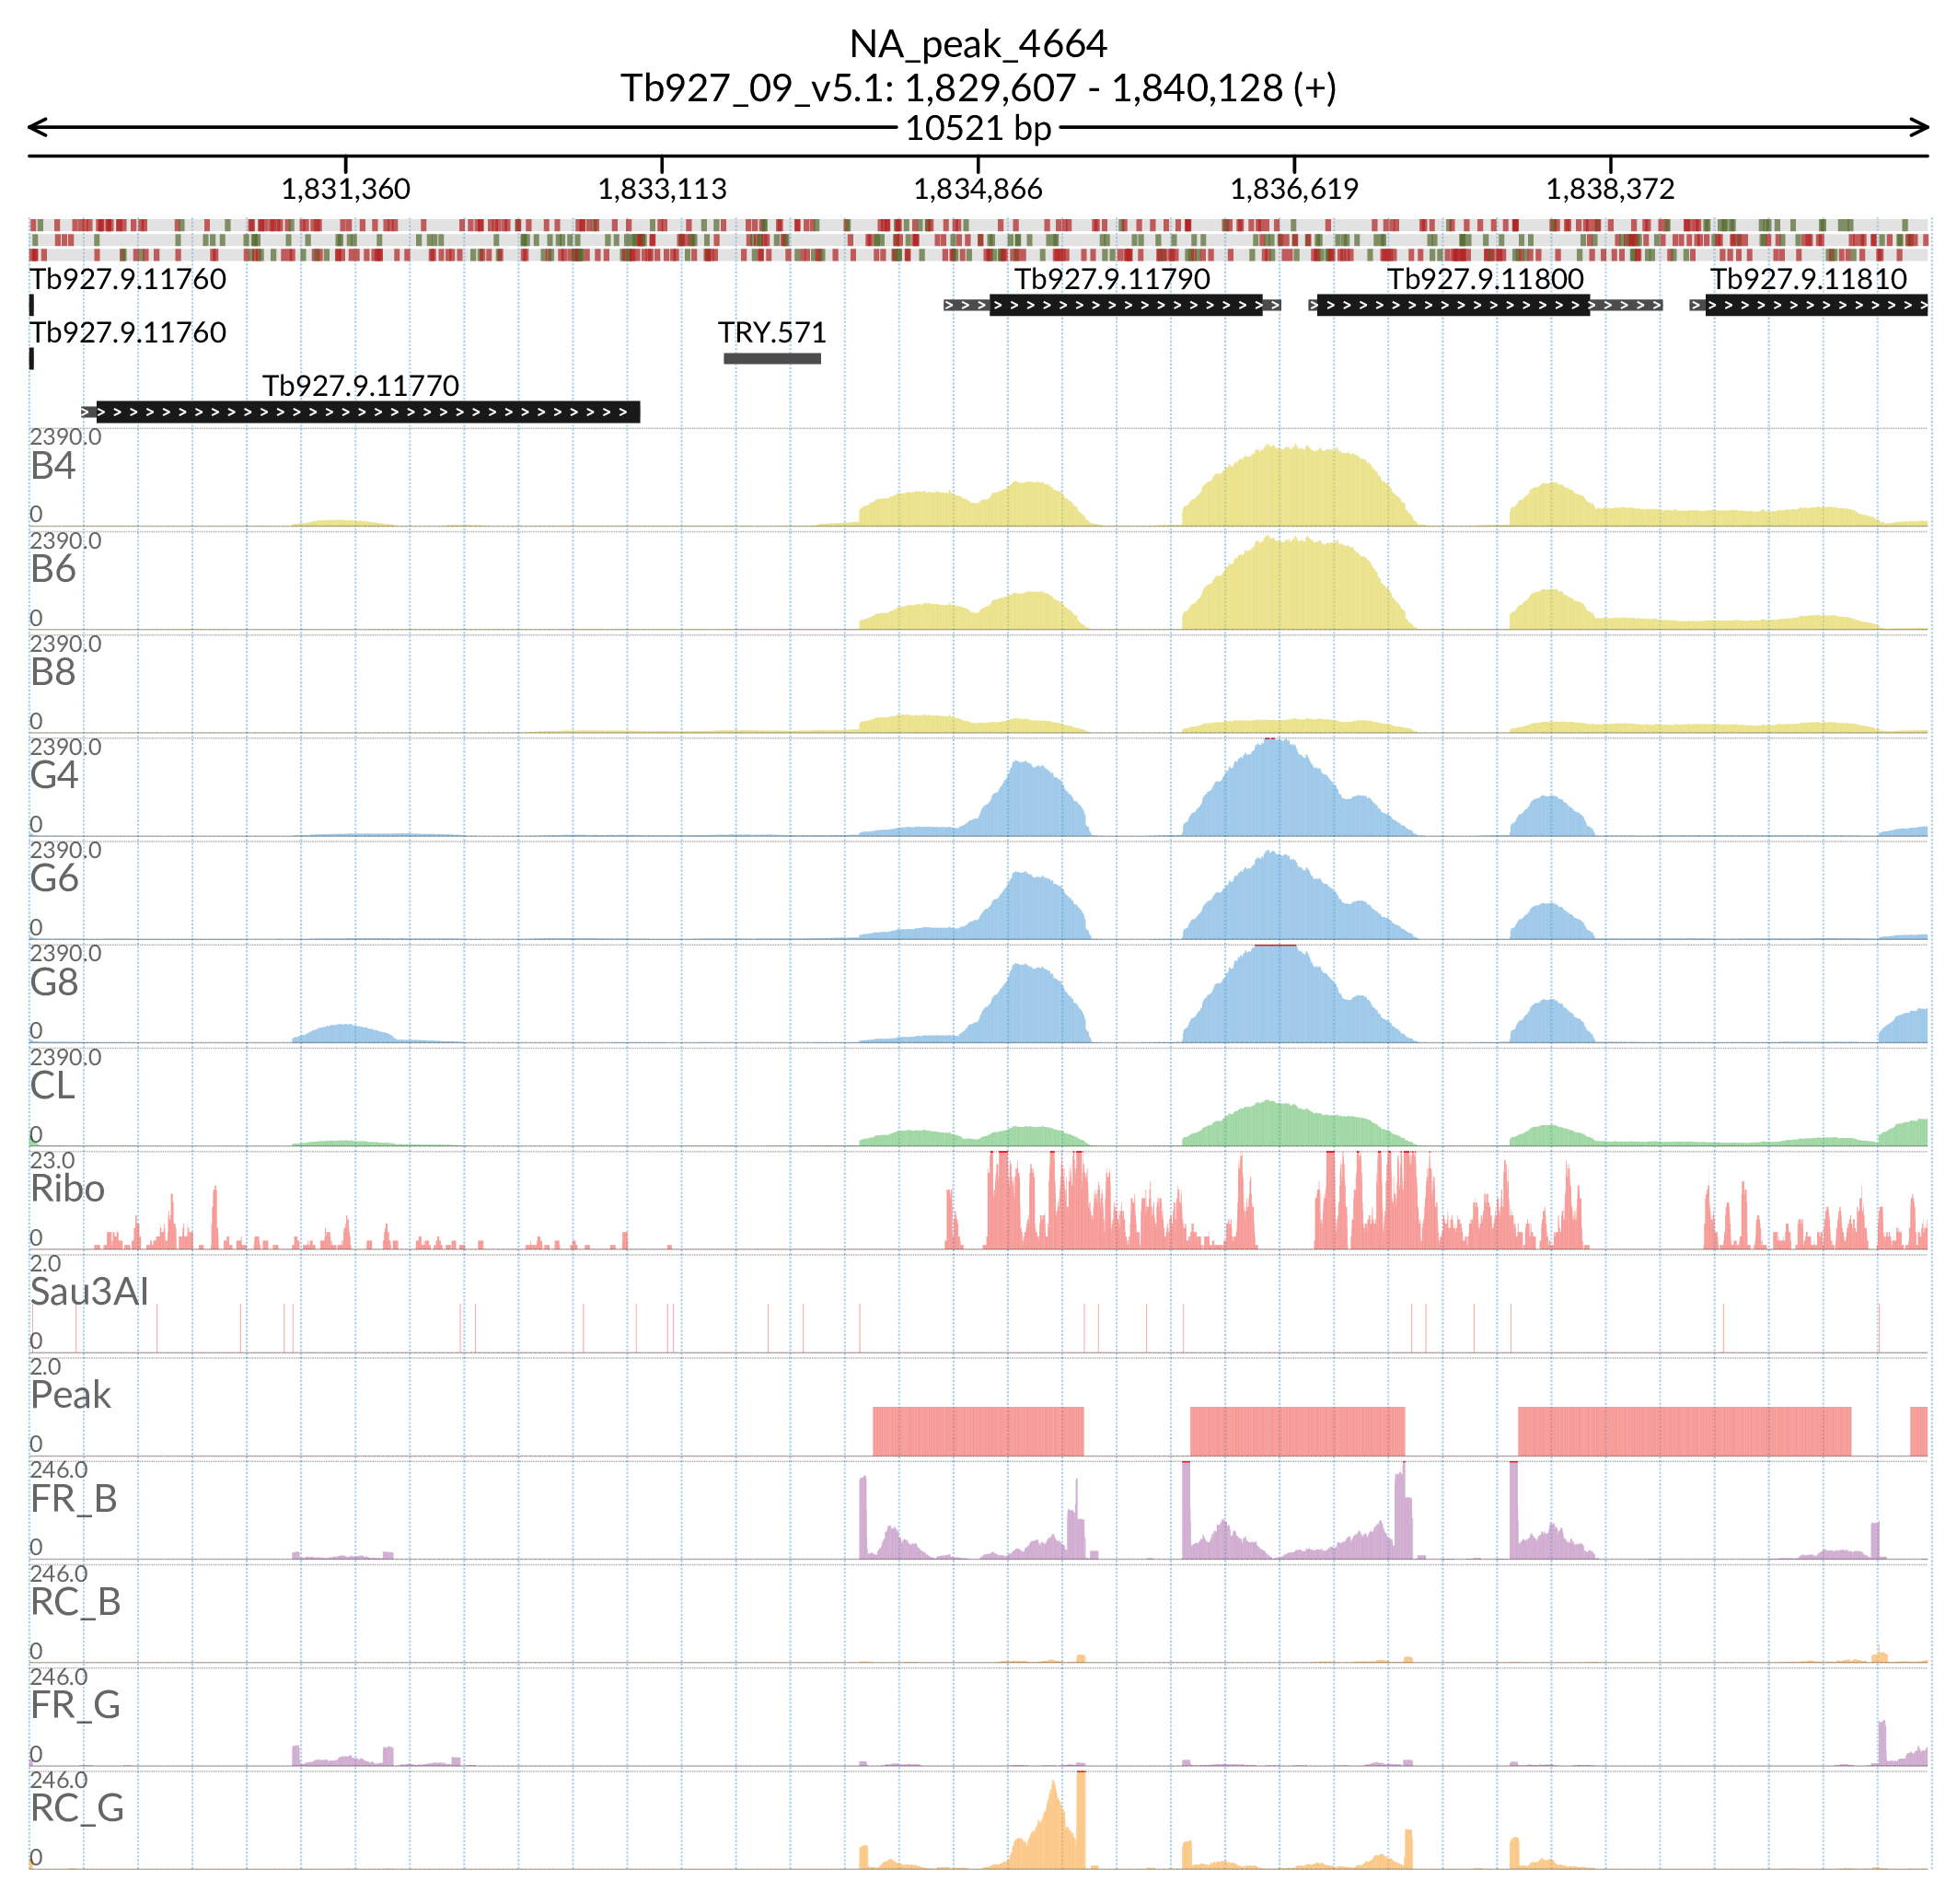 NA_peak_4664
Tb927_09_v5.1: 1,829,607 - 1,840,128 (+)
10521 bp
1,831,360 1,833,113 1,834,866 1,836,619 1,838,372
Tb927.9.11760 Tb927.9.11790 Tb927.9.11800 Tb927.9.11810
Tb927.9.11760 TRY.571
Tb927.9.11770
2390.0
B4
0
2390.0
B6
0
2390.0
B8
0
2390.0
G4
0
2390.0
G6
0
2390.0
G8
0
2390.0
CL
0
23.0
Ribo
0
2.0
Sau3AI
0
2.0
Peak
0
246.0
FR_B
0
246.0
RC_B
0
246.0
FR_G
0
246.0
RC_G
0